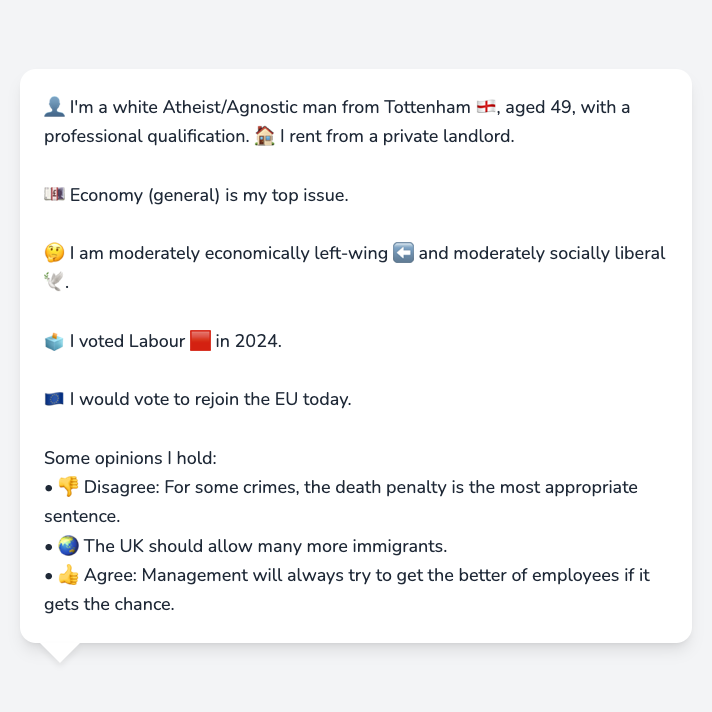 👤 I'm a white Atheist/Agnostic man from Tottenham 🏴󠁧󠁢󠁥󠁮󠁧󠁿, aged 49, with a
professional qualification. 🏠 I rent from a private landlord.
💷 Economy (general) is my top issue.
🤔 I am moderately economically left-wing ⬅️ and moderately socially liberal
🕊️.
🗳️ I voted Labour 🟥 in 2024.
🇪🇺 I would vote to rejoin the EU today.
Some opinions I hold:
• 👎 Disagree: For some crimes, the death penalty is the most appropriate
sentence.
• 🌏 The UK should allow many more immigrants.
• 👍 Agree: Management will always try to get the better of employees if it
gets the chance.